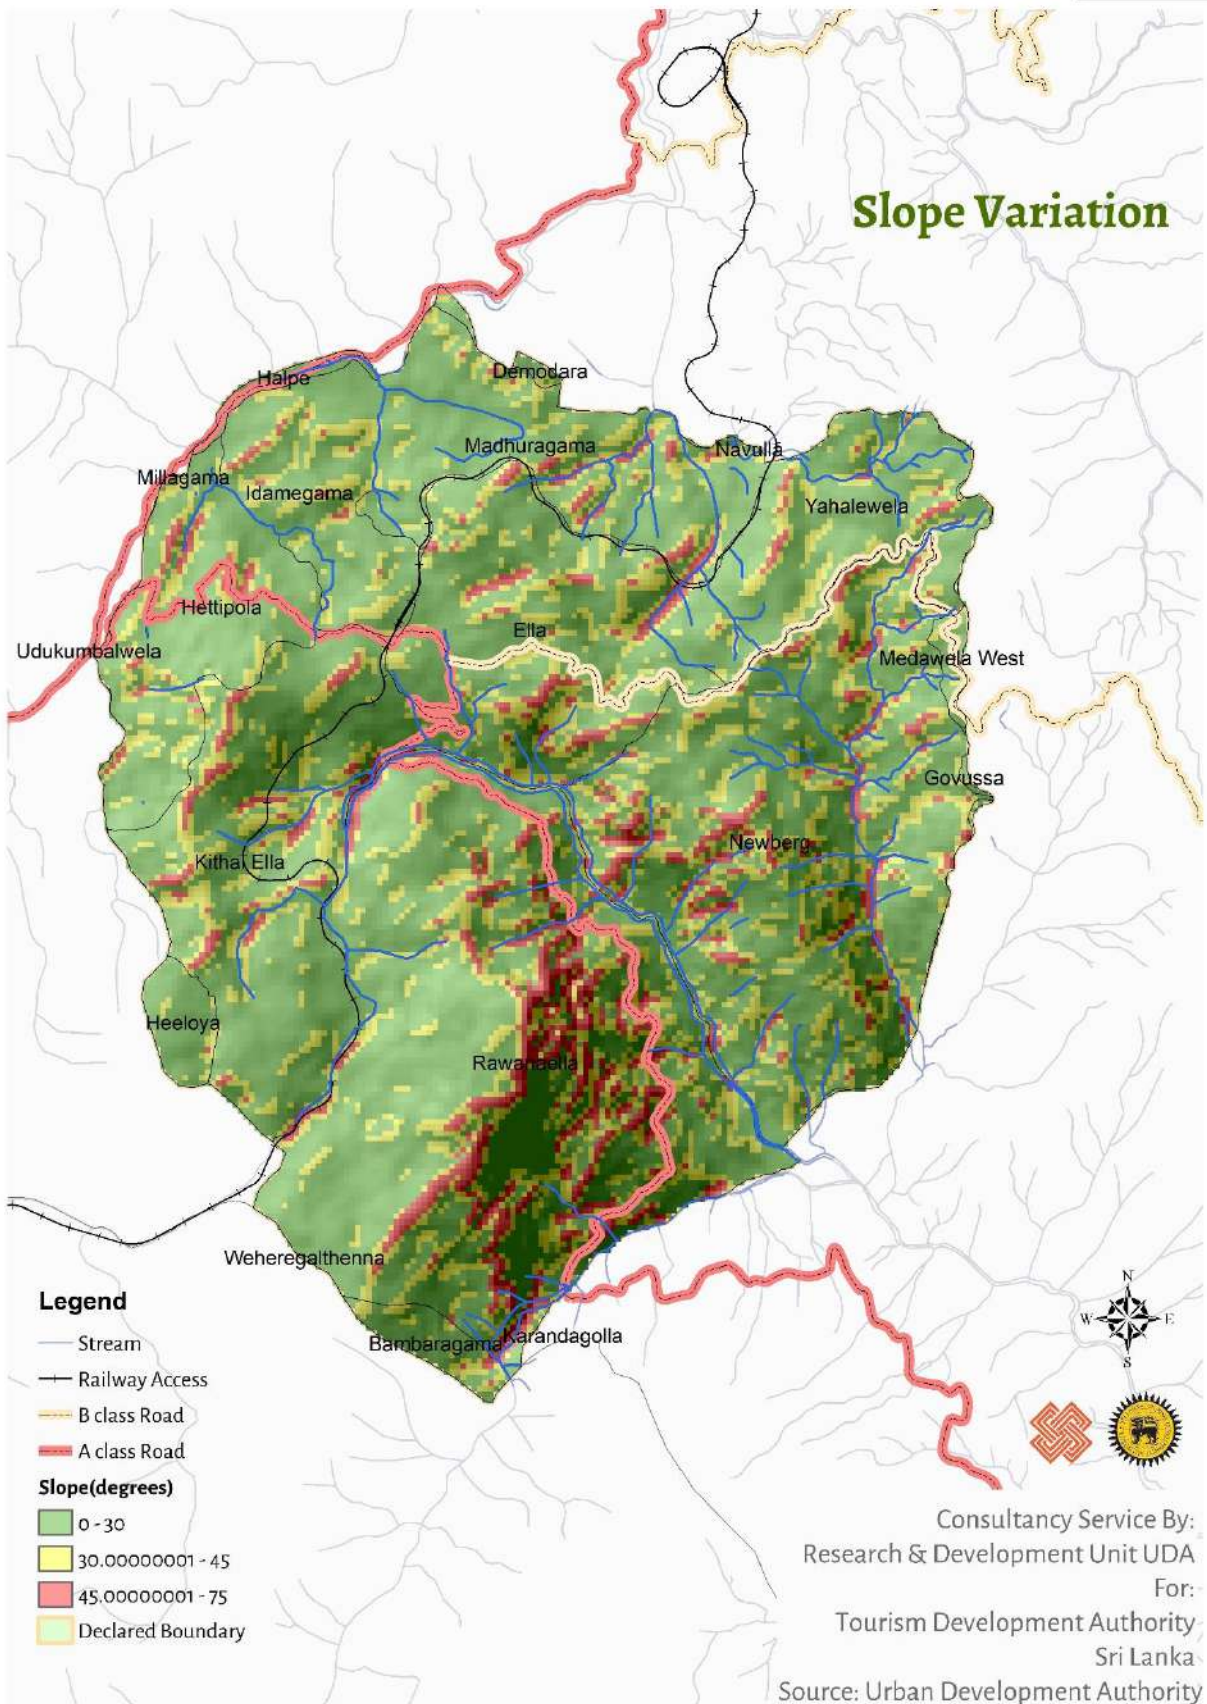 Slope Variation
Halpe
Demodara
Madhuragama
Navulla
Millagama
Idamegama
Yahalewela
Hettipola
Ella
Udukumbalwela
Medawela West
Govussa
Newberg
Kithal Ella
Heeloya
Rawanaella
Weheregalthenna
Bambaragama
Karandagolla
N
W
E
S
Legend
Stream
Railway Access
B class Road
A class Road
Slope(degrees)
0 - 30
30.00000001 - 45
45.00000001 - 75
Declared Boundary
Consultancy Service By:
Research & Development Unit UDA
For:
Tourism Development Authority
Sri Lanka
Source: Urban Development Authority